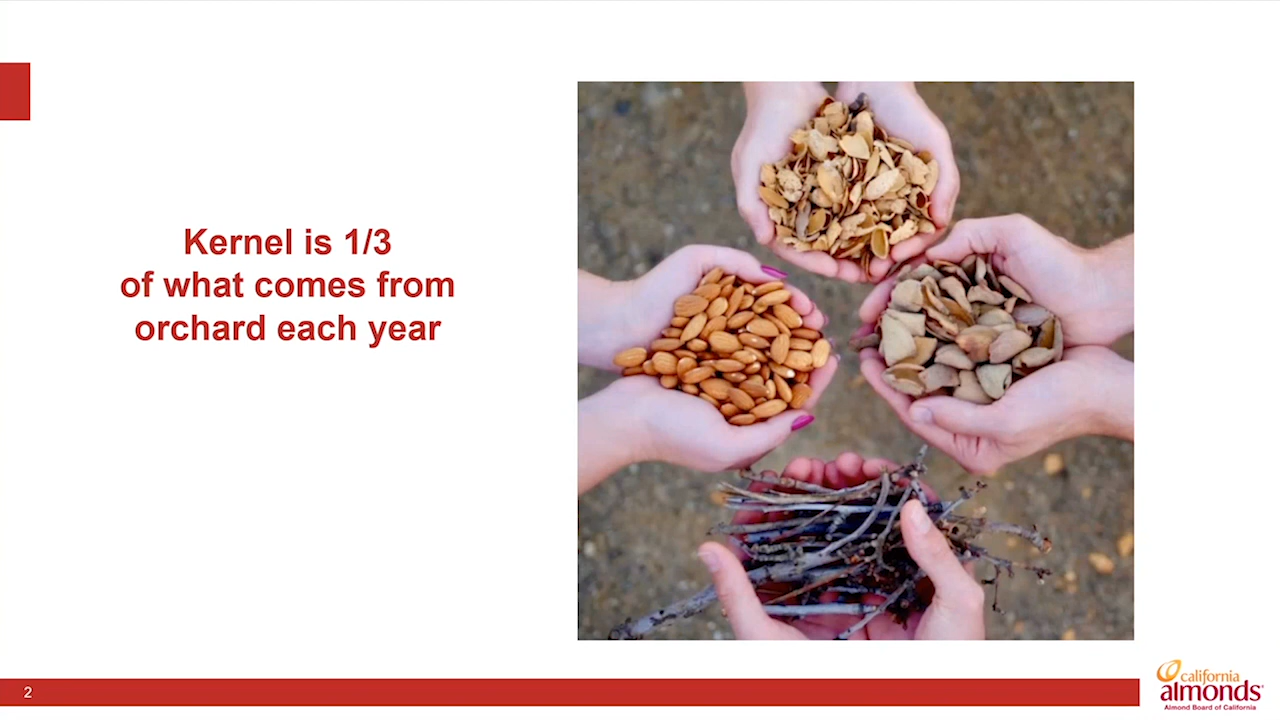 Kernel is 1/3
of what comes from
orchard each year
2
california
almonds®
Almond Board of California